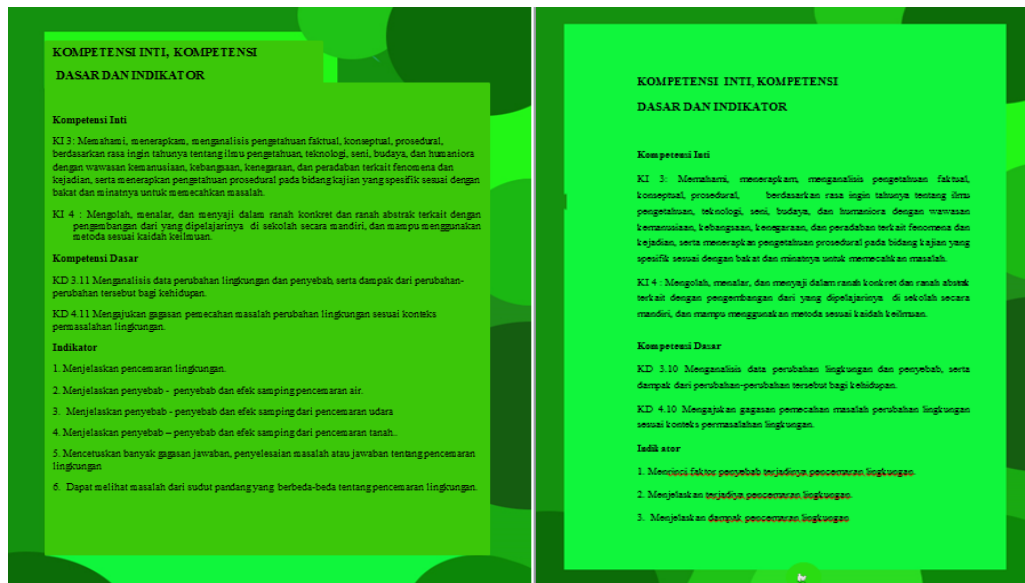 KOMPETENSI INTI, KOMPETENSI
DASAR DAN INDIKATOR
Kompetensi Inti
KI 3: Memahami, menerapkam, menganalisis pengetahuan faktual, konseptual, prosedural,
berdasarkan rasa ingin tahunya tentang ilmu pengetahuan, teknologi, seni, budaya, dan humaniora
dengan wawasan kemanusiaan, kebangsaan, kenegaraan, dan peradaban terkait fenomena dan
kejadian, serta menerapkan pengetahuan prosedural pada bidang kajian yang spesifik sesuai dengan
bakat dan minatnya untuk memecahkan masalah.
KI 4 : Mengolah, menalar, dan menyaji dalam ranah konkret dan ranah abstrak terkait dengan
pengembangan dari yang dipelajarinya di sekolah secara mandiri, dan mampu menggunakan
metoda sesuai kaidah keilmuan.
Kompetensi Dasar
KD 3.11 Menganalisis data perubahan lingkungan dan penyebab, serta dampak dari perubahan-
perubahan tersebut bagi kehidupan.
KD 4.11 Mengajukan gagasan pemecahan masalah perubahan lingkungan sesuai konteks
permasalahan lingkungan.
Indikator
1. Menjelaskan pencemaran lingkungan.
2. Menjelaskan penyebab - penyebab dan efek samping pencemaran air.
3. Menjelaskan penyebab - penyebab dan efek samping dari pencemaran udara
4. Menjelaskan penyebab – penyebab dan efek samping dari pencemaran tanah..
5. Mencetuskan banyak gagasan jawaban, penyelesaian masalah atau jawaban tentang pencemaran
lingkungan
6. Dapat melihat masalah dari sudut pandang yang berbeda-beda tentang pencemaran lingkungan.
KOMPETENSI INTI, KOMPETENSI
DASAR DAN INDIKATOR
Kompetensi Inti
KI 3: Memahami, menerapkam, menganalisis pengetahuan faktual,
konseptual, prosedural, berdasarkan rasa ingin tahunya tentang ilmu
pengetahuan, teknologi, seni, budaya, dan humaniora dengan wawasan
kemanusiaan, kebangsaan, kenegaraan, dan peradaban terkait fenomena dan
kejadian, serta menerapkan pengetahuan prosedural pada bidang kajian yang
spesifik sesuai dengan bakat dan minatnya untuk memecahkan masalah.
KI 4 : Mengolah, menalar, dan menyaji dalam ranah konkret dan ranah abstrak
terkait dengan pengembangan dari yang dipelajarinya di sekolah secara
mandiri, dan mampu menggunakan metoda sesuai kaidah keilmuan.
Kompetensi Dasar
KD 3.10 Menganalisis data perubahan lingkungan dan penyebab, serta
dampak dari perubahan-perubahan tersebut bagi kehidupan.
KD 4.10 Mengajukan gagasan pemecahan masalah perubahan lingkungan
sesuai konteks permasalahan lingkungan.
Indikator
1. Merinci faktor penyebab terjadinya pencemaran lingkungan.
2. Menjelaskan terjadiya pencemaran lingkungan.
3. Menjelaskan dampak pencemaran lingkungan